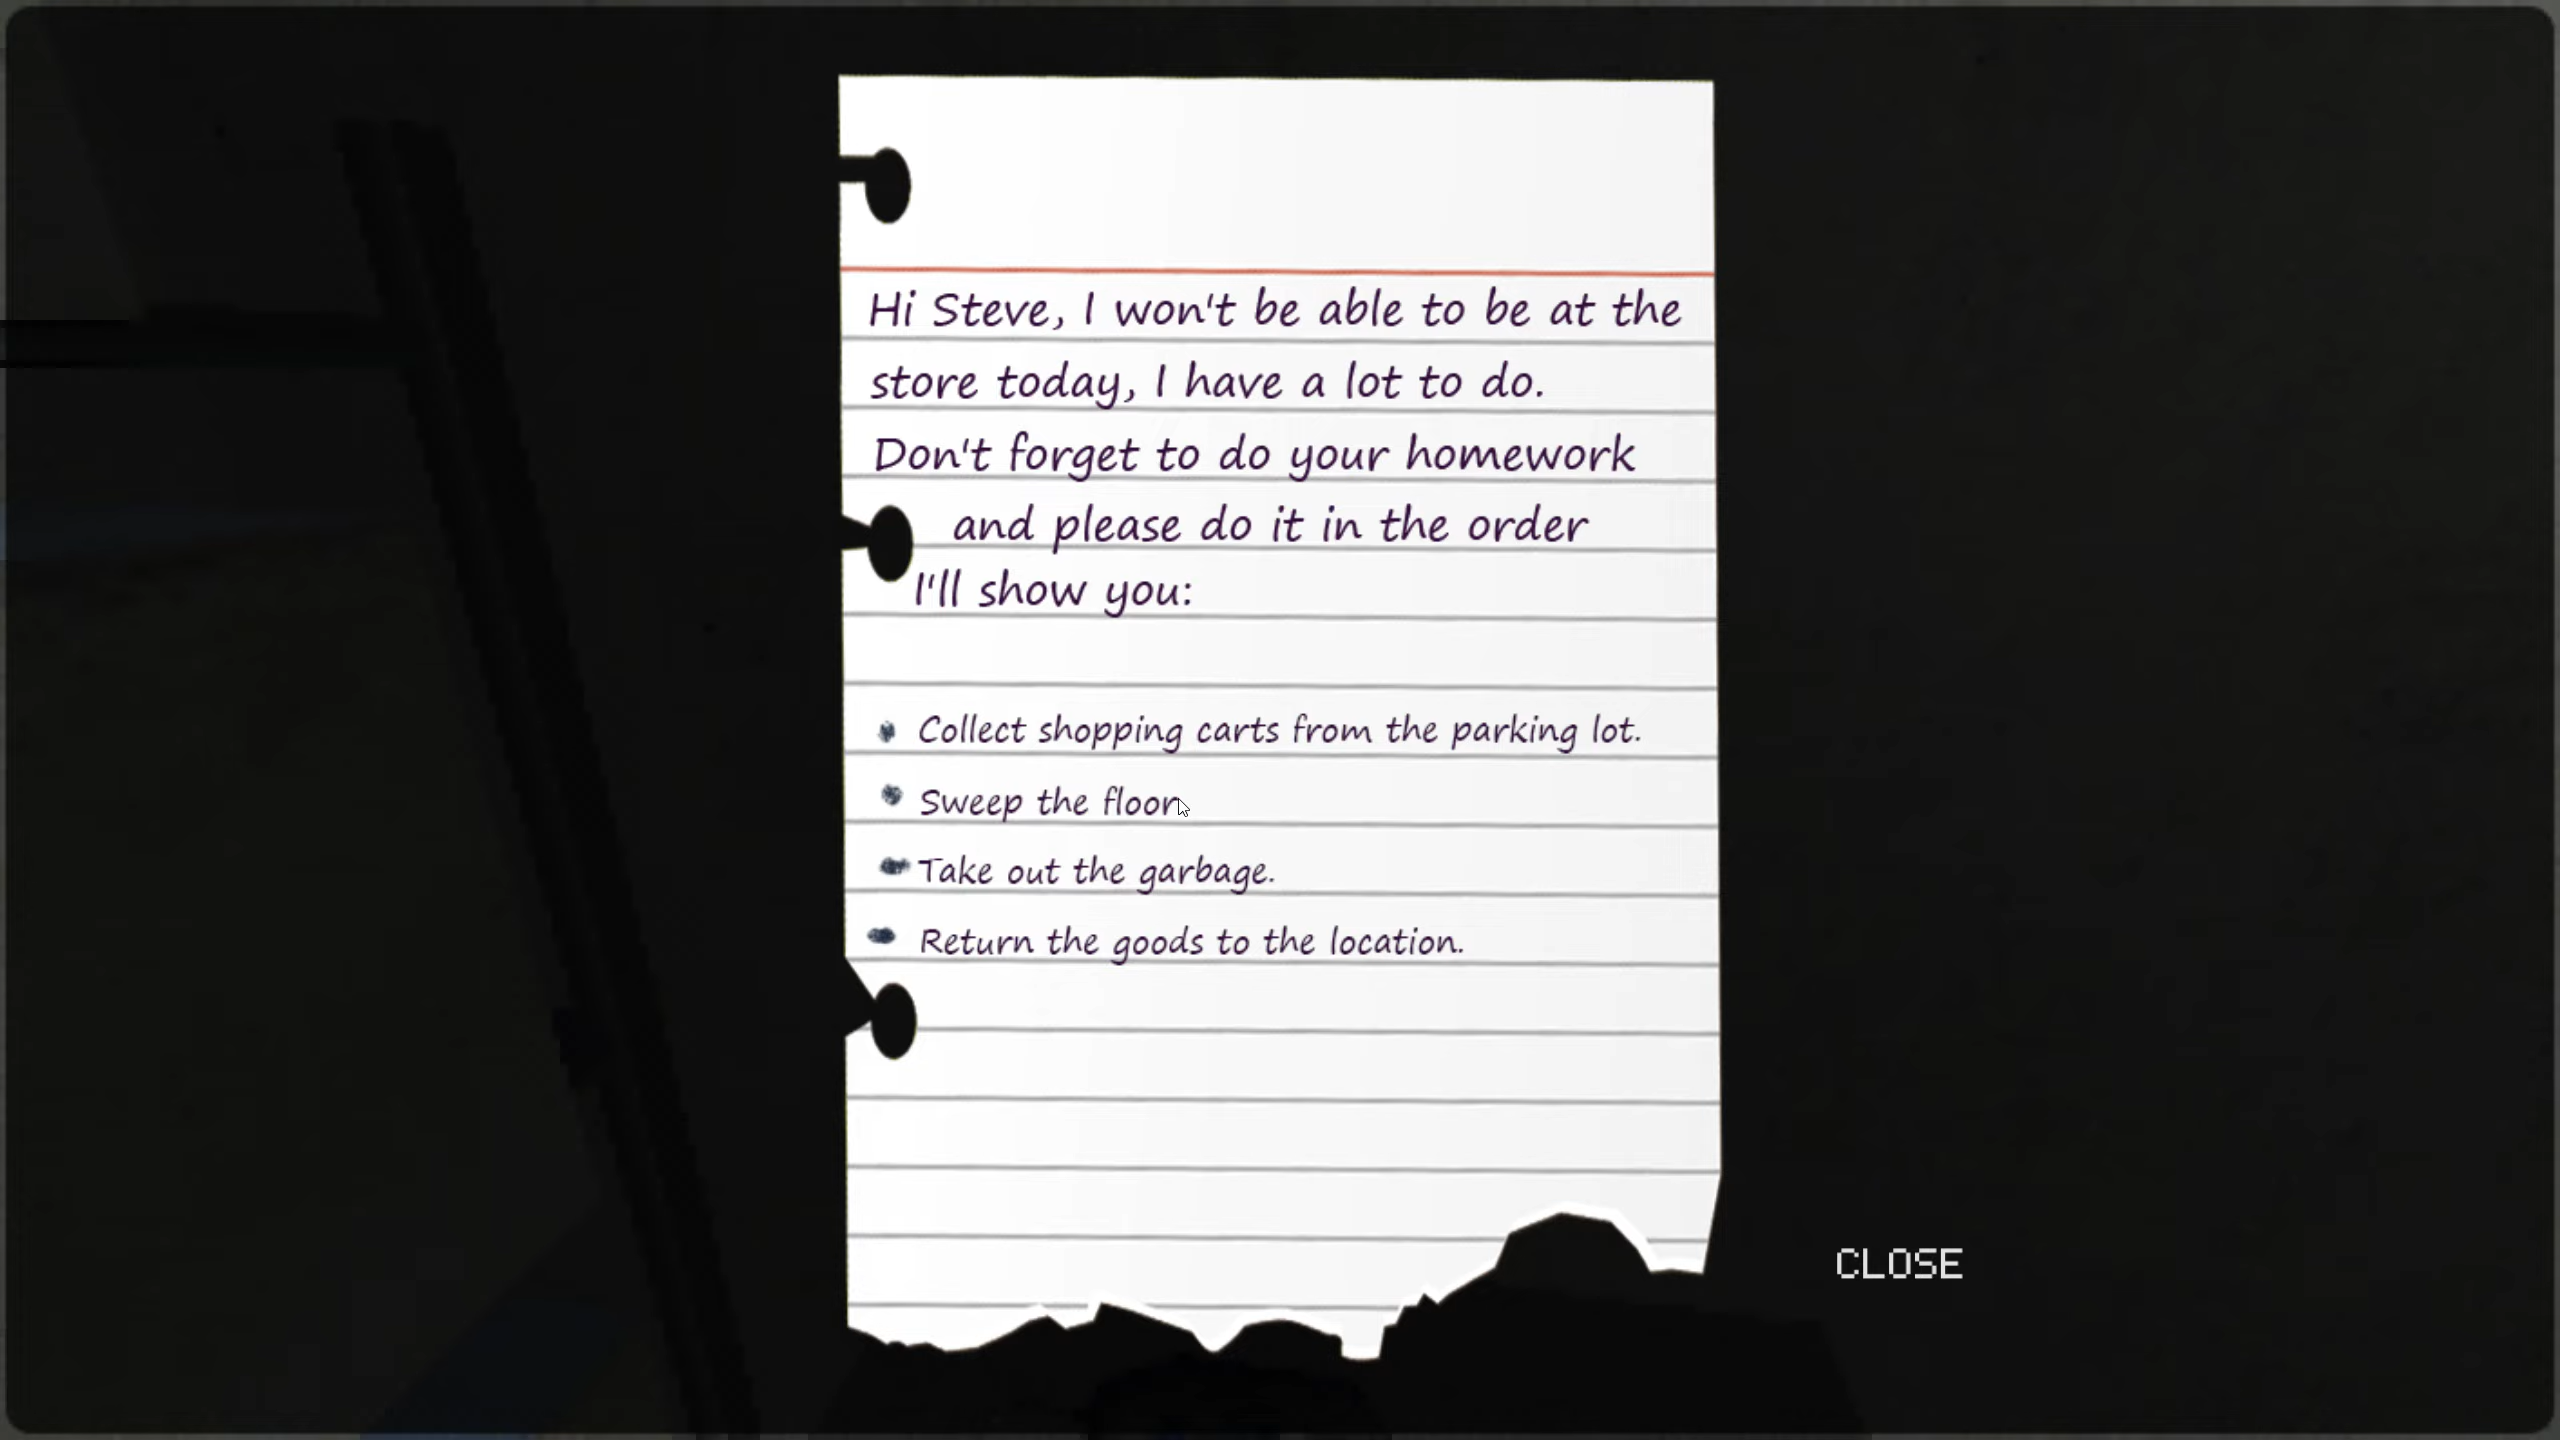 Hi Steve, I won't be able to be at the
store today, I have a lot to do.
Don't forget to do your homework
and please do it in the order
I'll show you:
Collect shopping carts from the parking lot.
Sweep the floor.
Take out the garbage.
Return the goods to the location.
CLOSE